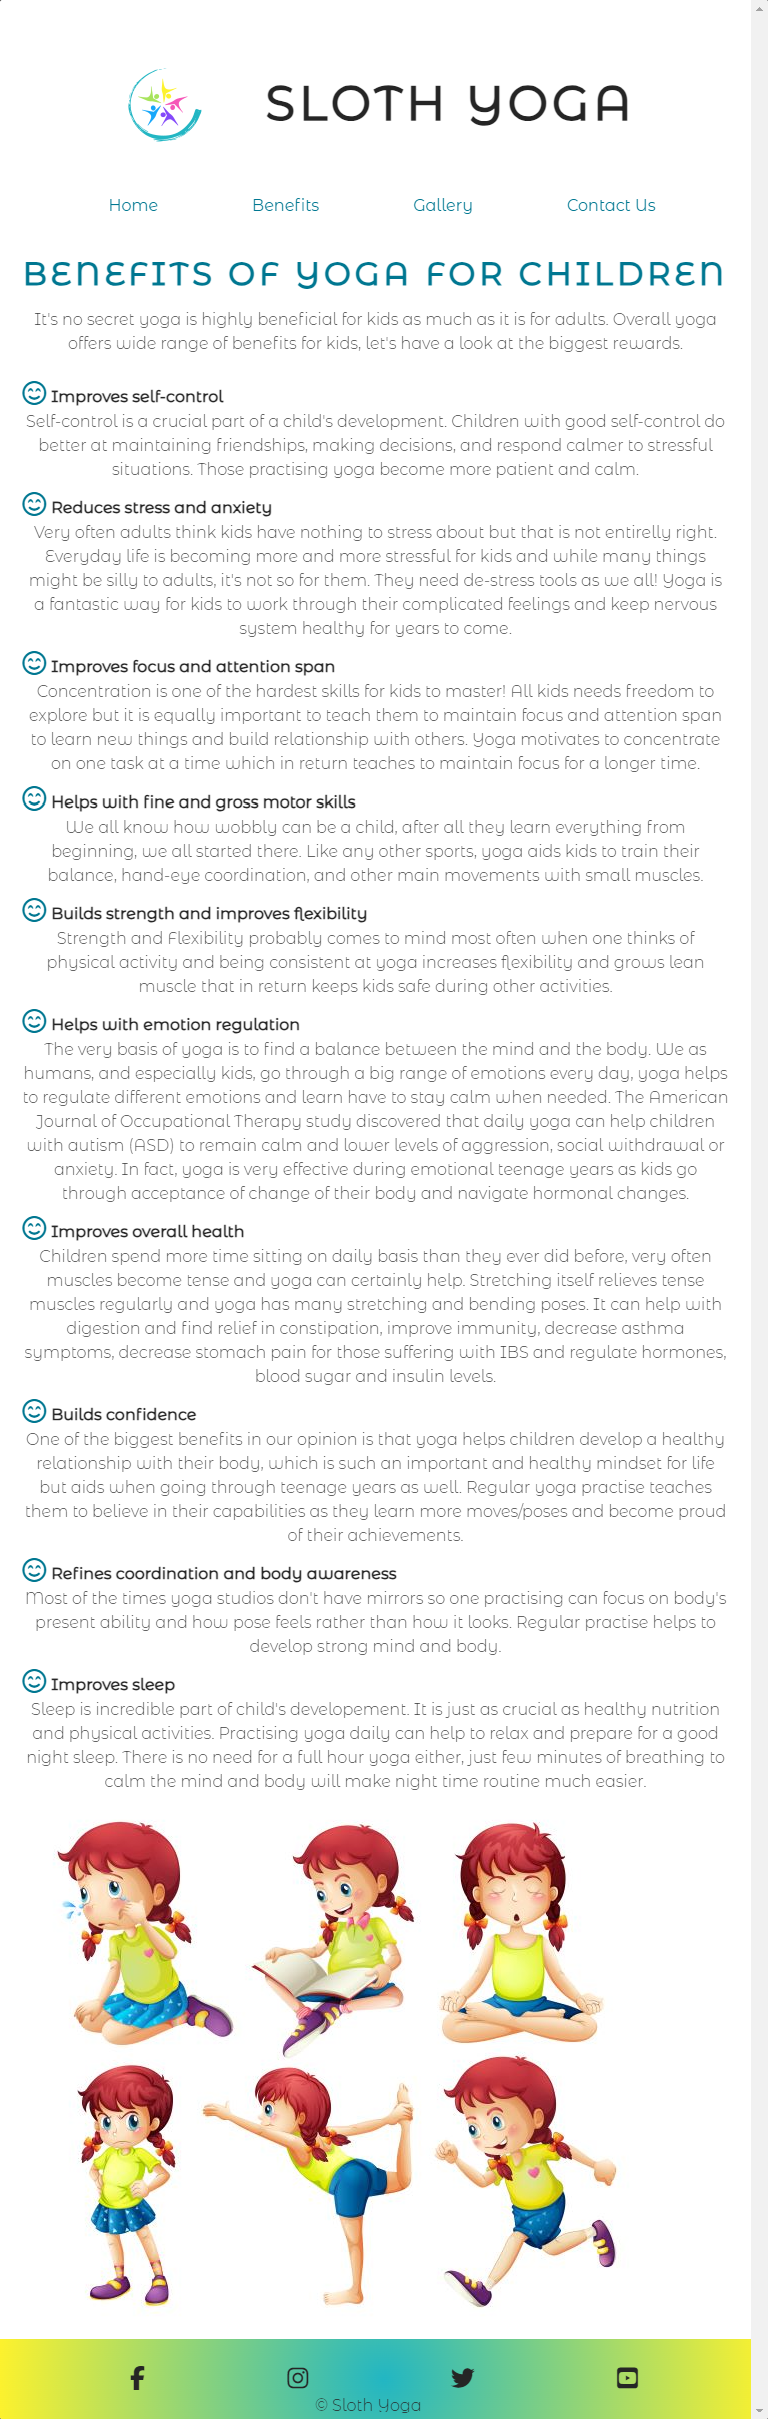 SLOTH YOGA
Home Benefits Gallery Contact Us
BENEFITS OF YOGA FOR CHILDREN
It's no secret yoga is highly beneficial for kids as much as it is for adults. Overall yoga
offers wide range of benefits for kids, let's have a look at the biggest rewards.
Improves self-control
Self-control is a crucial part of a child's development. Children with good self-control do
better at maintaining friendships, making decisions, and respond calmer to stressful
situations. Those practising yoga become more patient and calm.
Reduces stress and anxiety
Very often adults think kids have nothing to stress about but that is not entirelly right.
Everyday life is becoming more and more stressful for kids and while many things
might be silly to adults, it's not so for them. They need de-stress tools as we all! Yoga is
a fantastic way for kids to work through their complicated feelings and keep nervous
system healthy for years to come.
Improves focus and attention span
Concentration is one of the hardest skills for kids to master! All kids needs freedom to
explore but it is equally important to teach them to maintain focus and attention span
to learn new things and build relationship with others. Yoga motivates to concentrate
on one task at a time which in return teaches to maintain focus for a longer time.
Helps with fine and gross motor skills
We all know how wobbly can be a child, after all they learn everything from
beginning, we all started there. Like any other sports, yoga aids kids to train their
balance, hand-eye coordination, and other main movements with small muscles.
Builds strength and improves flexibility
Strength and Flexibility probably comes to mind most often when one thinks of
physical activity and being consistent at yoga increases flexibility and grows lean
muscle that in return keeps kids safe during other activities.
Helps with emotion regulation
The very basis of yoga is to find a balance between the mind and the body. We as
humans, and especially kids, go through a big range of emotions every day, yoga helps
to regulate different emotions and learn have to stay calm when needed. The American
Journal of Occupational Therapy study discovered that daily yoga can help children
with autism (ASD) to remain calm and lower levels of aggression, social withdrawal or
anxiety. In fact, yoga is very effective during emotional teenage years as kids go
through acceptance of change of their body and navigate hormonal changes.
Improves overall health
Children spend more time sitting on daily basis than they ever did before, very often
muscles become tense and yoga can certainly help. Stretching itself relieves tense
muscles regularly and yoga has many stretching and bending poses. It can help with
digestion and find relief in constipation, improve immunity, decrease asthma
symptoms, decrease stomach pain for those suffering with IBS and regulate hormones,
blood sugar and insulin levels.
Builds confidence
One of the biggest benefits in our opinion is that yoga helps children develop a healthy
relationship with their body, which is such an important and healthy mindset for life
but aids when going through teenage years as well. Regular yoga practise teaches
them to believe in their capabilities as they learn more moves/poses and become proud
of their achievements.
Refines coordination and body awareness
Most of the times yoga studios don't have mirrors so one practising can focus on body's
present ability and how pose feels rather than how it looks. Regular practise helps to
develop strong mind and body.
Improves sleep
Sleep is incredible part of child's developement. It is just as crucial as healthy nutrition
and physical activities. Practising yoga daily can help to relax and prepare for a good
night sleep. There is no need for a full hour yoga either, just few minutes of breathing to
calm the mind and body will make night time routine much easier.
© Sloth Yoga